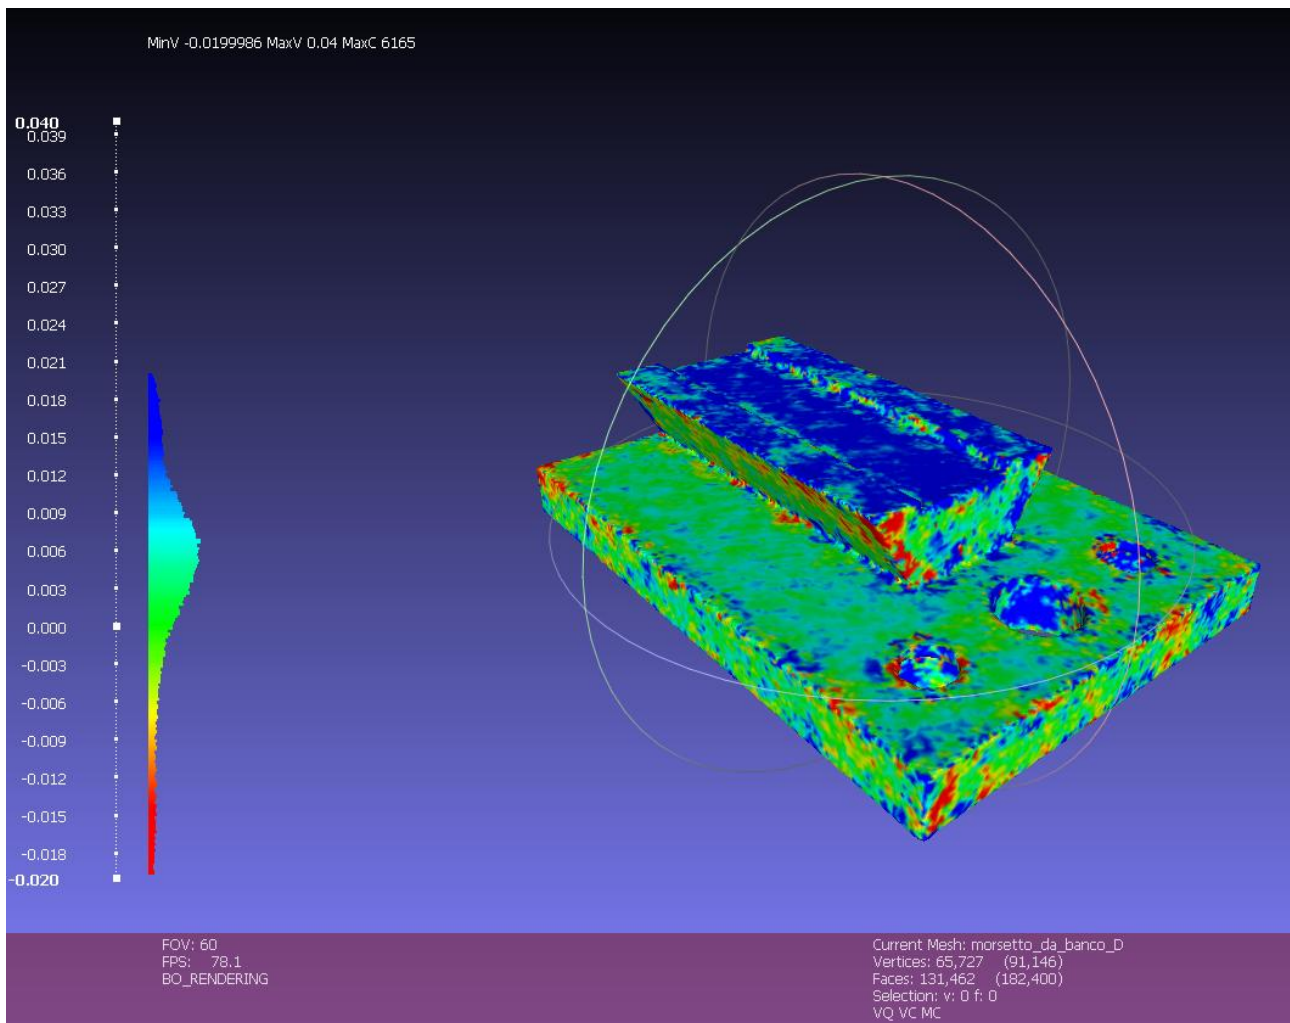 MinV -0.0199986 MaxV 0.04 MaxC 6165
0.040
0.039
0.036
0.033
0.030
0.027
0.024
0.021
0.018
0.015
0.012
0.009
0.006
0.003
0.000
-0.003
-0.006
-0.009
-0.012
-0.015
-0.018
-0.020
FOV: 60
FPS: 78.1
BO_RENDERING
Current Mesh: morsetto_da_banco_D
Vertices: 65,727 (91,146)
Faces: 131,462 (182,400)
Selection: v: 0 f: 0
VQ VC MC